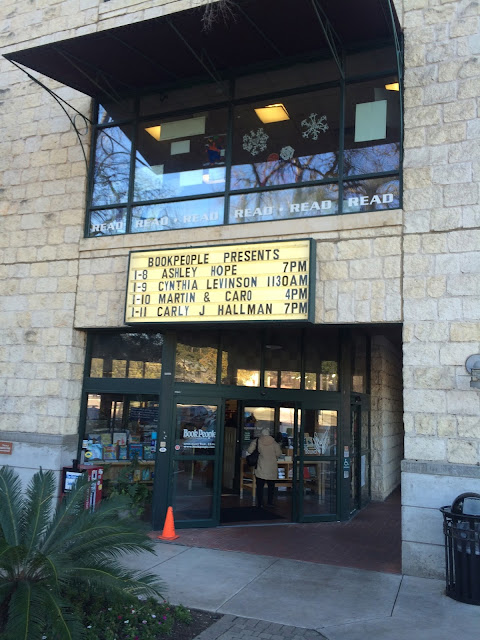 READ • READ • READ • READ • READ • READ
BOOKPEOPLE PRESENTS
1-8 ASHLEY HOPE 7PM
1-9 CYNTHIA LEVINSON 1130AM
1-10 MARTIN & CARO 4PM
1-11 CARLY J HALLMAN 7PM
BookPeople